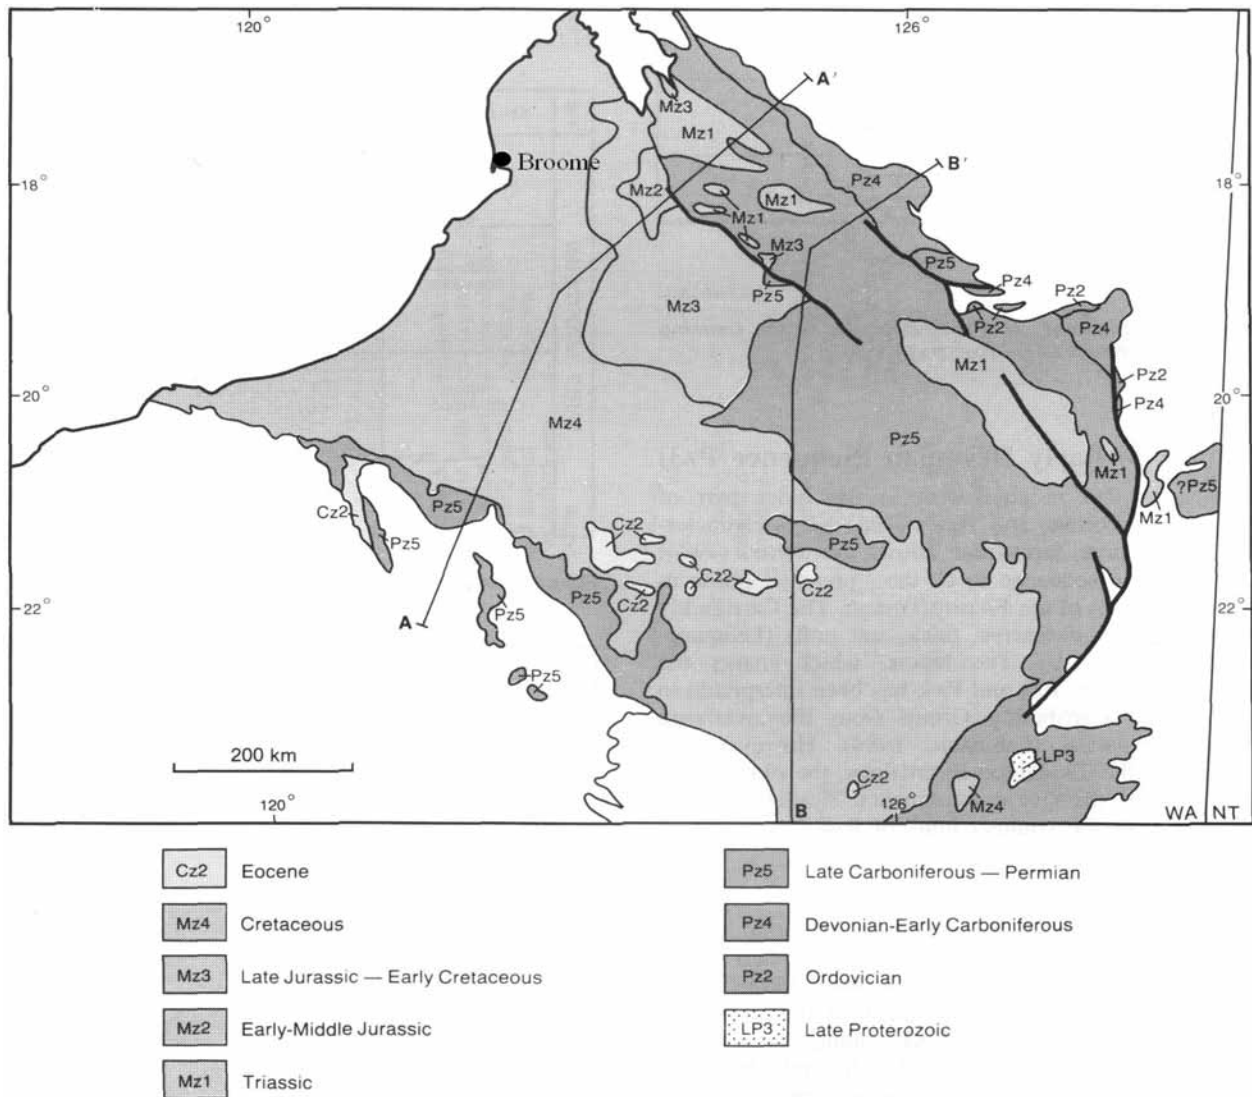 120°
126°
A'
Mz3
Mz1
Broome
B'
18°
18°
Pz4
Mz2
Mz1
Mz1
Mz3
Pz5
Pz4
Pz5
Mz3
Pz2
Pz2
Pz4
Mz1
Pz2
20°
20°
Pz4
Mz4
Pz5
Mz1
?Pz5
Mz1
Cz2
Pz5
Pz5
Cz2
Pz5
Cz2
Cz2
Pz5
Cz2
22°
22°
A
Pz5
Pz5
200 km
LP3
Cz2
Mz4
120°
B
126°
WA NT
Cz2 Eocene
Mz4 Cretaceous
Mz3 Late Jurassic — Early Cretaceous
Mz2 Early-Middle Jurassic
Mz1 Triassic
Pz5 Late Carboniferous — Permian
Pz4 Devonian-Early Carboniferous
Pz2 Ordovician
LP3 Late Proterozoic